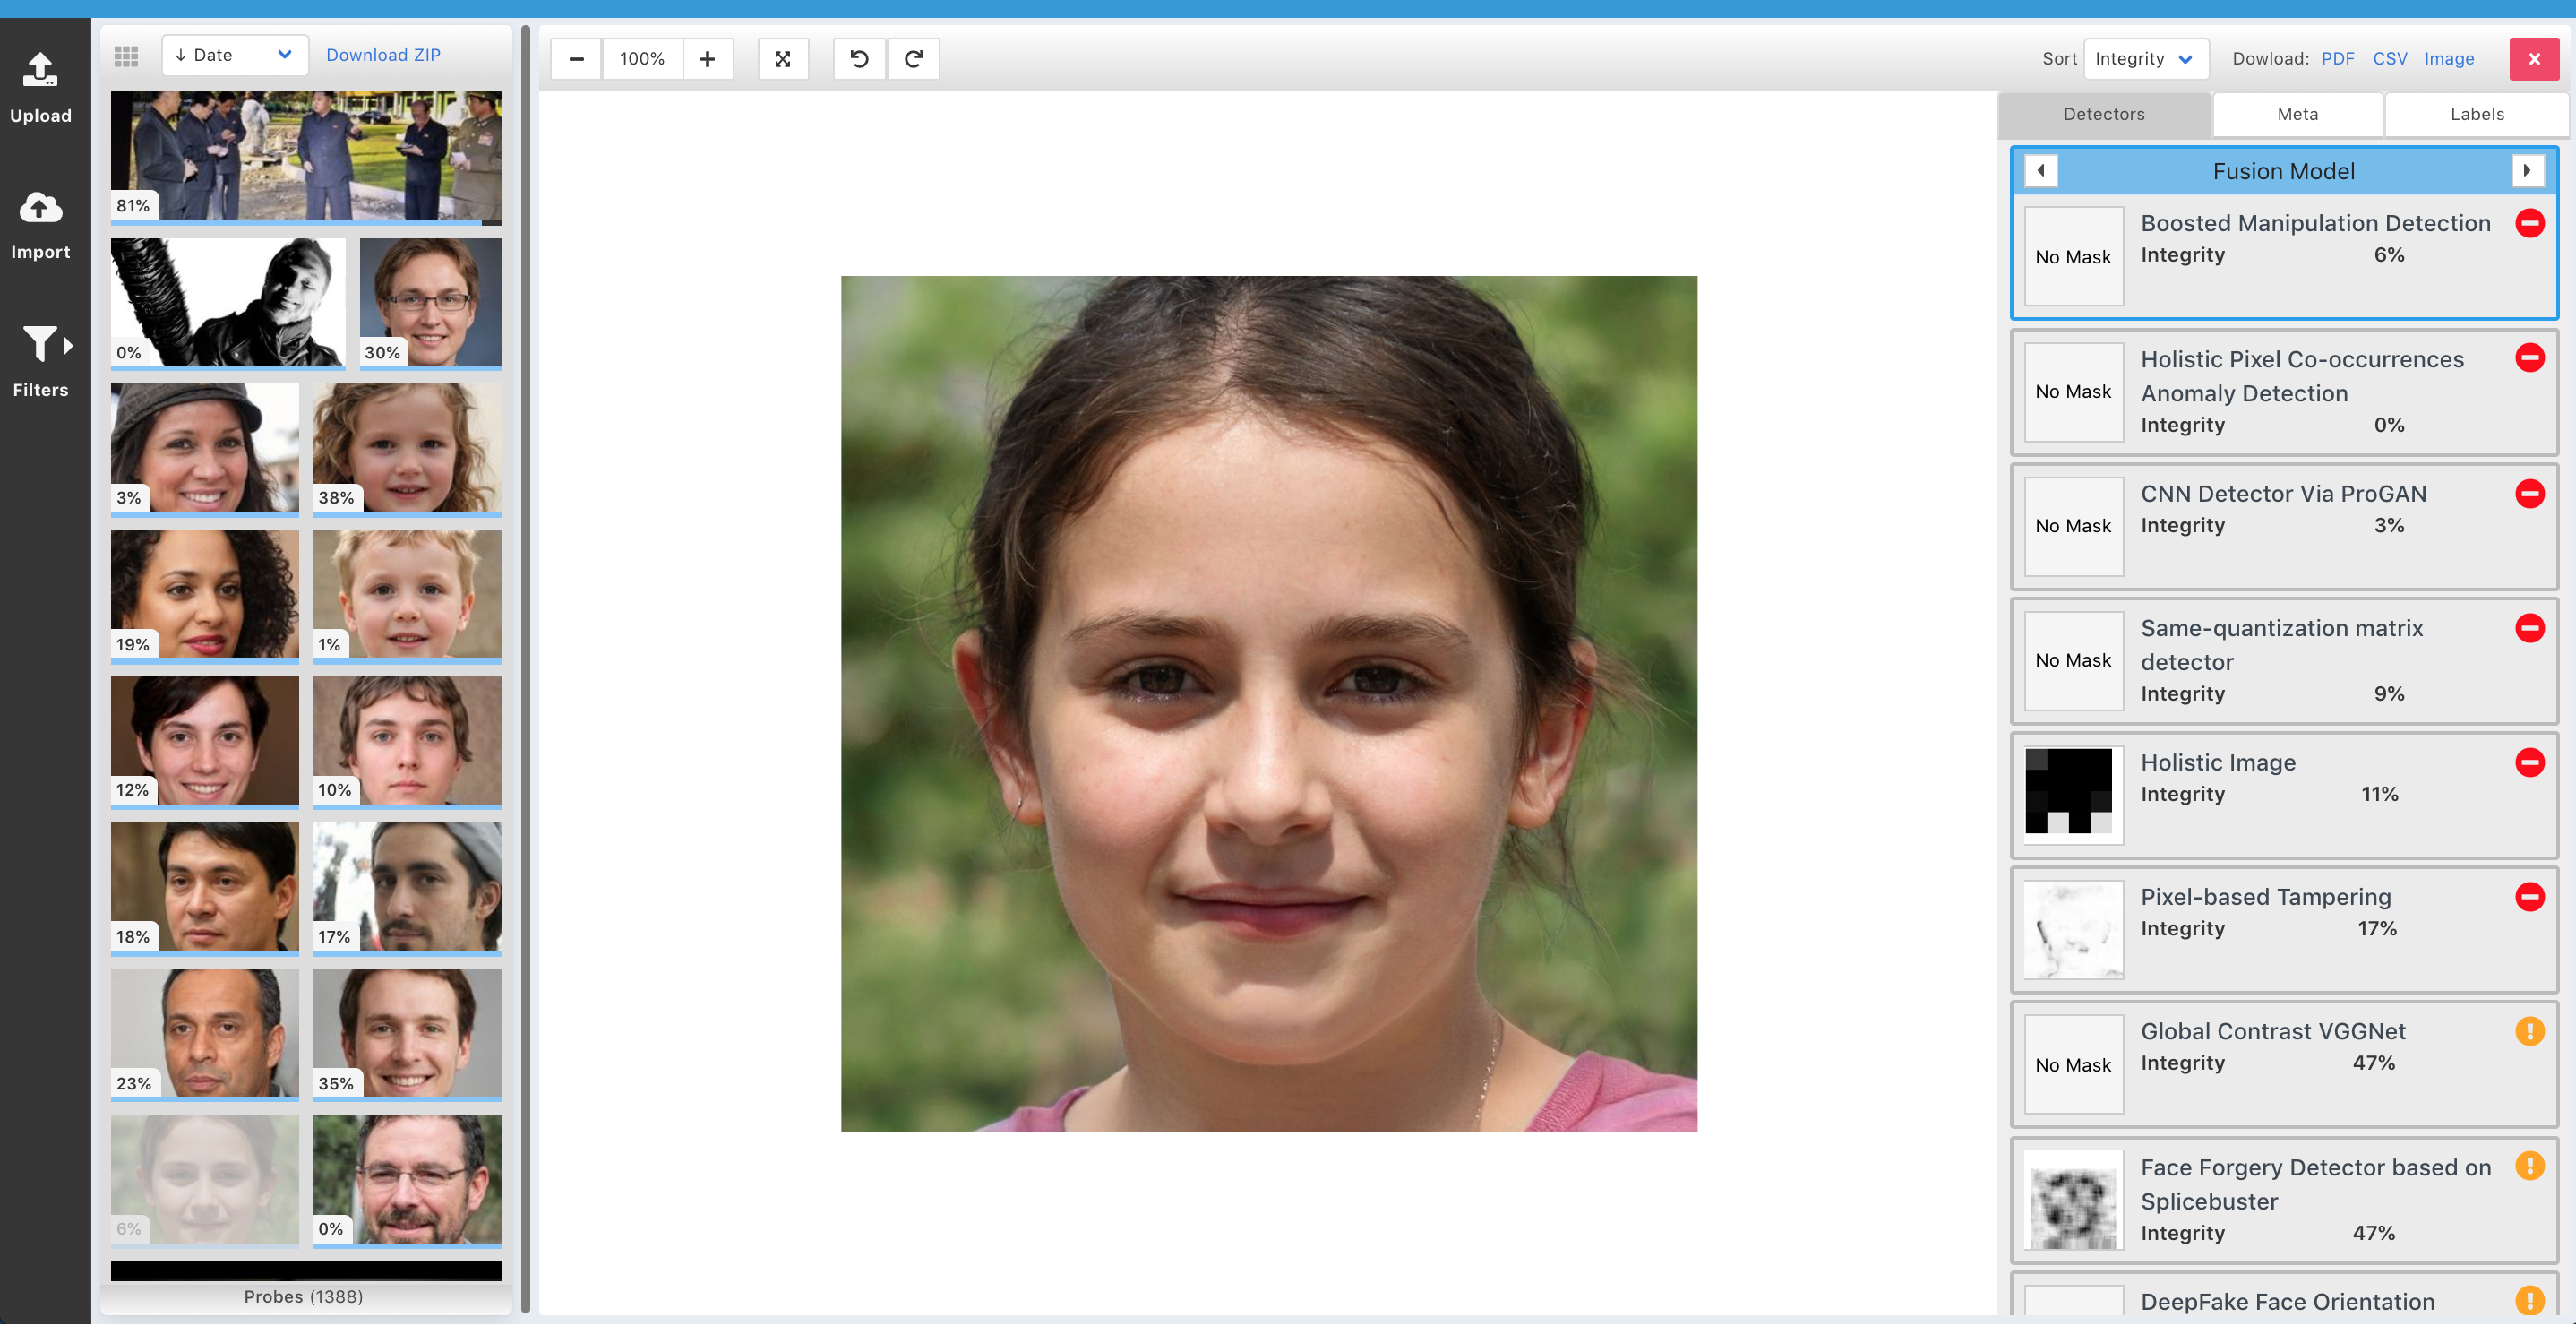 Upload
Import
Filters
↓ Date
Download ZIP
81%
0%
30%
3%
38%
19%
1%
12%
10%
18%
17%
23%
35%
6%
0%
Probes (1388)
100%
Sort
Integrity
Dowload:
PDF
CSV
Image
Detectors
Meta
Labels
Fusion Model
No Mask
Boosted Manipulation Detection
Integrity 6%
No Mask
Holistic Pixel Co-occurrences
Anomaly Detection
Integrity 0%
No Mask
CNN Detector Via ProGAN
Integrity 3%
No Mask
Same-quantization matrix
detector
Integrity 9%
Holistic Image
Integrity 11%
Pixel-based Tampering
Integrity 17%
No Mask
Global Contrast VGGNet
Integrity 47%
Face Forgery Detector based on
Splicebuster
Integrity 47%
DeepFake Face Orientation